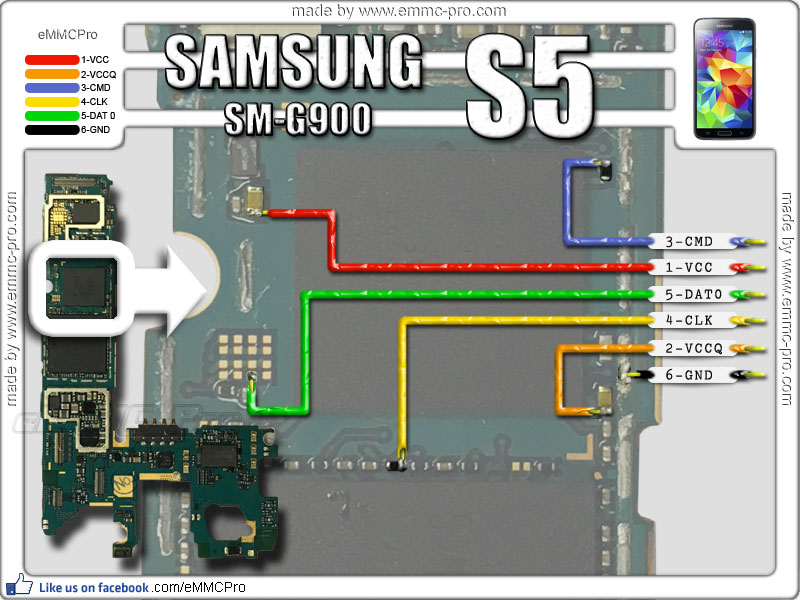 made by www.emmc-pro.com
eMMCPro
1-VCC
2-VCCQ
3-CMD
4-CLK
5-DAT 0
6-GND
SAMSUNG
SM-G900
S5
12:45
made by www.emmc-pro.com
made by www.emmc-pro.com
3-CMD
1-VCC
5-DAT0
4-CLK
2-VCCQ
6-GND
Like us on facebook.com/eMMCPro